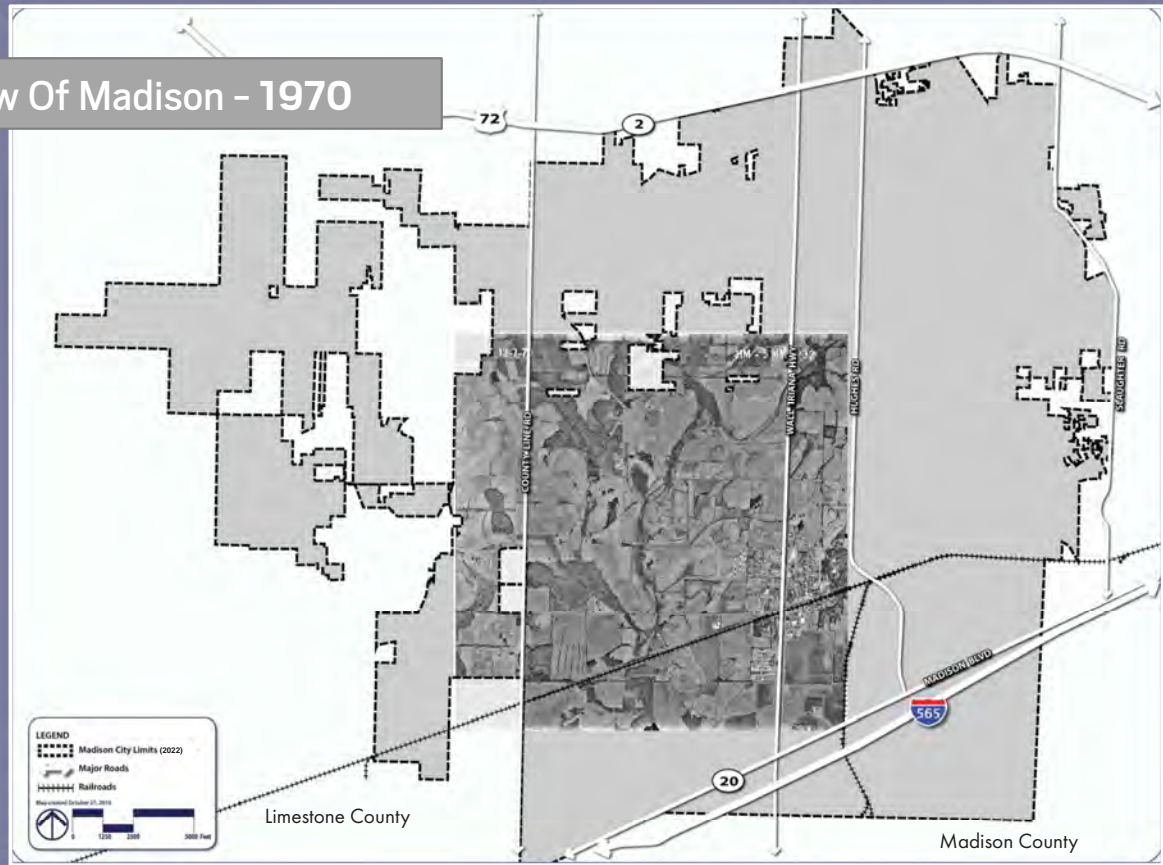 w Of Madison - 1970
72
2
COUNTY LINE RD
WALL TRIANA HWY
HUGHES RD
SLAUGHTER RD
MADISON BLVD
565
20
LEGEND
Madison City Limits (2022)
Major Roads
Railroads
0 1250 2500 5000 Feet
Limestone County
Madison County